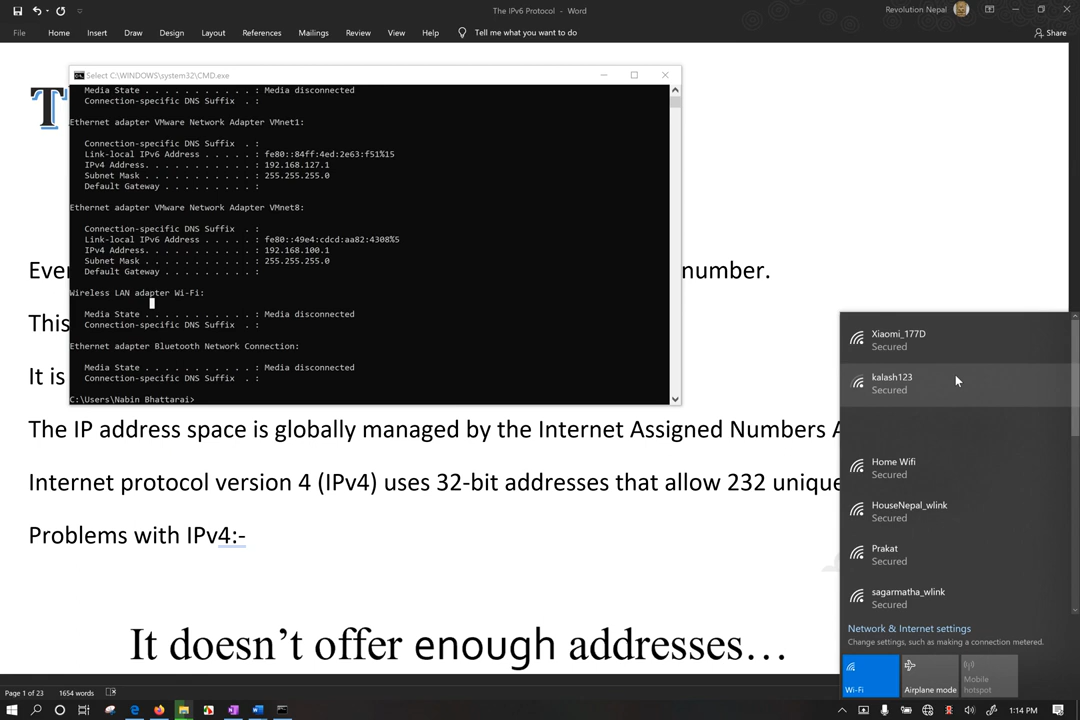 The IPv6 Protocol - Word
Revolution Nepal
File Home Insert Draw Design Layout References Mailings Review View Help Tell me what you want to do Share
T
Select C:\WINDOWS\system32\CMD.exe
Media State . . . . . . . . . . . : Media disconnected
Connection-specific DNS Suffix . :
Ethernet adapter VMware Network Adapter VMnet1:
Connection-specific DNS Suffix . :
Link-local IPv6 Address . . . . . : fe80::84ff:4ed:2e63:f51%15
IPv4 Address. . . . . . . . . . . : 192.168.127.1
Subnet Mask . . . . . . . . . . . : 255.255.255.0
Default Gateway . . . . . . . . . :
Ethernet adapter VMware Network Adapter VMnet8:
Connection-specific DNS Suffix . :
Link-local IPv6 Address . . . . . : fe80::49e4:cdcd:aa82:4308%5
IPv4 Address. . . . . . . . . . . : 192.168.100.1
Subnet Mask . . . . . . . . . . . : 255.255.255.0
Default Gateway . . . . . . . . . :
Wireless LAN adapter Wi-Fi:
Media State . . . . . . . . . . . : Media disconnected
Connection-specific DNS Suffix . :
Ethernet adapter Bluetooth Network Connection:
Media State . . . . . . . . . . . : Media disconnected
Connection-specific DNS Suffix . :
C:\Users\Nabin Bhattarai>
number.
This
It is
The IP address space is globally managed by the Internet Assigned Numbers
Internet protocol version 4 (IPv4) uses 32-bit addresses that allow 232 unique
Problems with IPv4:-
It doesn't offer enough addresses...
Xiaomi_177D
Secured
kalash123
Secured
Home Wifi
Secured
HouseNepal_wlink
Secured
Prakat
Secured
sagarmatha_wlink
Secured
Network & Internet settings
Change settings, such as making a connection metered.
Wi-Fi
Airplane mode
Mobile
hotspot
Page 1 of 23 1654 words
1:14 PM